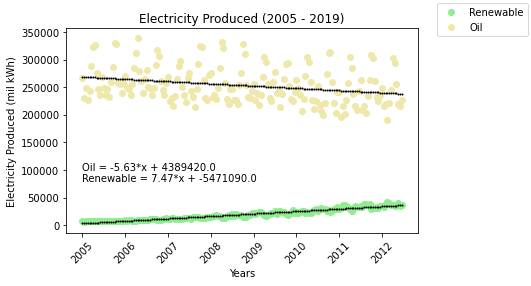 Electricity Produced (2005 - 2019)
Renewable
Oil
Electricity Produced (mil kWh)
350000
300000
250000
200000
150000
100000
50000
0
Oil = -5.63*x + 4389420.0
Renewable = 7.47*x + -5471090.0
2005
2006
2007
2008
2009
2010
2011
2012
Years